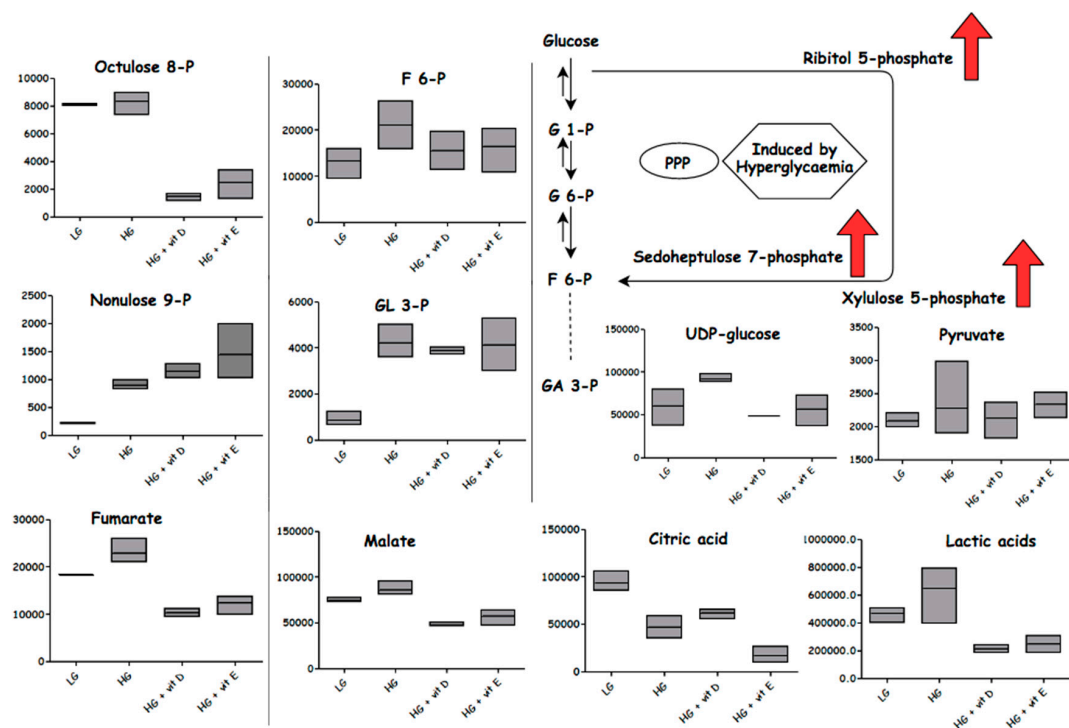 Octulose 8-P
10000
8000
6000
4000
2000
0
LG
HG
HG + vit D
HG + vit E
F 6-P
30000
20000
10000
0
LG
HG
HG + vit D
HG + vit E
Glucose
G 1-P
G 6-P
F 6-P
GA 3-P
Ribitol 5-phosphate
PPP
Induced by
Hyperglycaemia
Sedoheptulose 7-phosphate
Xylulose 5-phosphate
Nonulose 9-P
2500
2000
1500
1000
500
0
LG
HG
HG + vit D
HG + vit E
GL 3-P
6000
4000
2000
0
LG
HG
HG + vit D
HG + vit E
UDP-glucose
150000
100000
50000
0
LG
HG
HG + vit D
HG + vit E
Pyruvate
3500
3000
2500
2000
1500
LG
HG
HG + vit D
HG + vit E
Fumarate
30000
20000
10000
0
LG
HG
HG + vit D
HG + vit E
Malate
150000
100000
50000
0
LG
HG
HG + vit D
HG + vit E
Citric acid
150000
100000
50000
0
LG
HG
HG + vit D
HG + vit E
Lactic acids
1000000.0
800000.0
600000.0
400000.0
200000.0
0.0
LG
HG
HG + vit D
HG + vit E